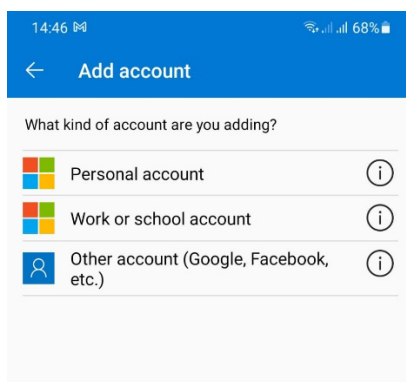 14:46 68%
Add account
What kind of account are you adding?
Personal account
Work or school account
Other account (Google, Facebook,
etc.)